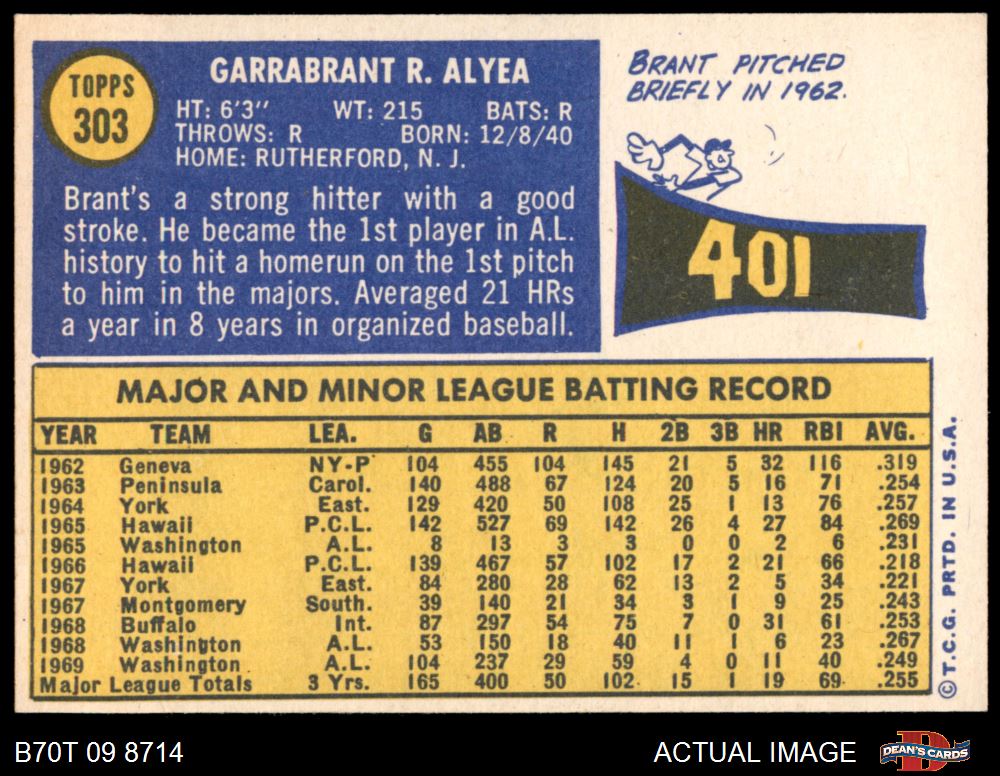 TOPPS
303
GARRABRANT R. ALYEA
HT: 6'3" WT: 215 BATS: R
THROWS: R BORN: 12/8/40
HOME: RUTHERFORD, N. J.
Brant's a strong hitter with a good
stroke. He became the 1st player in A.L.
history to hit a homerun on the 1st pitch
to him in the majors. Averaged 21 HRs
a year in 8 years in organized baseball.
BRANT PITCHED
BRIEFLY IN 1962.
401
MAJOR AND MINOR LEAGUE BATTING RECORD
YEAR TEAM LEA. G AB R H 2B 3B HR RBI AVG.
1962 Geneva NY-P 104 455 104 145 21 5 32 116 .319
1963 Peninsula Carol. 140 488 67 124 20 5 16 71 .254
1964 York East. 129 420 50 108 25 1 13 76 .257
1965 Hawaii P.C.L. 142 527 69 142 26 4 27 84 .269
1965 Washington A.L. 8 13 3 3 0 0 2 6 .231
1966 Hawaii P.C.L. 139 467 57 102 17 2 21 66 .218
1967 York East. 84 280 28 62 13 2 5 34 .221
1967 Montgomery South. 39 140 21 34 3 1 9 25 .243
1968 Buffalo Int. 87 297 54 75 7 0 31 61 .253
1968 Washington A.L. 53 150 18 40 11 1 6 23 .267
1969 Washington A.L. 104 237 29 59 4 0 11 40 .249
Major League Totals 3 Yrs. 165 400 50 102 15 1 19 69 .255
© T.C.G. PRTD. IN U.S.A.
B70T 09 8714
ACTUAL IMAGE
DEAN'S CARDS